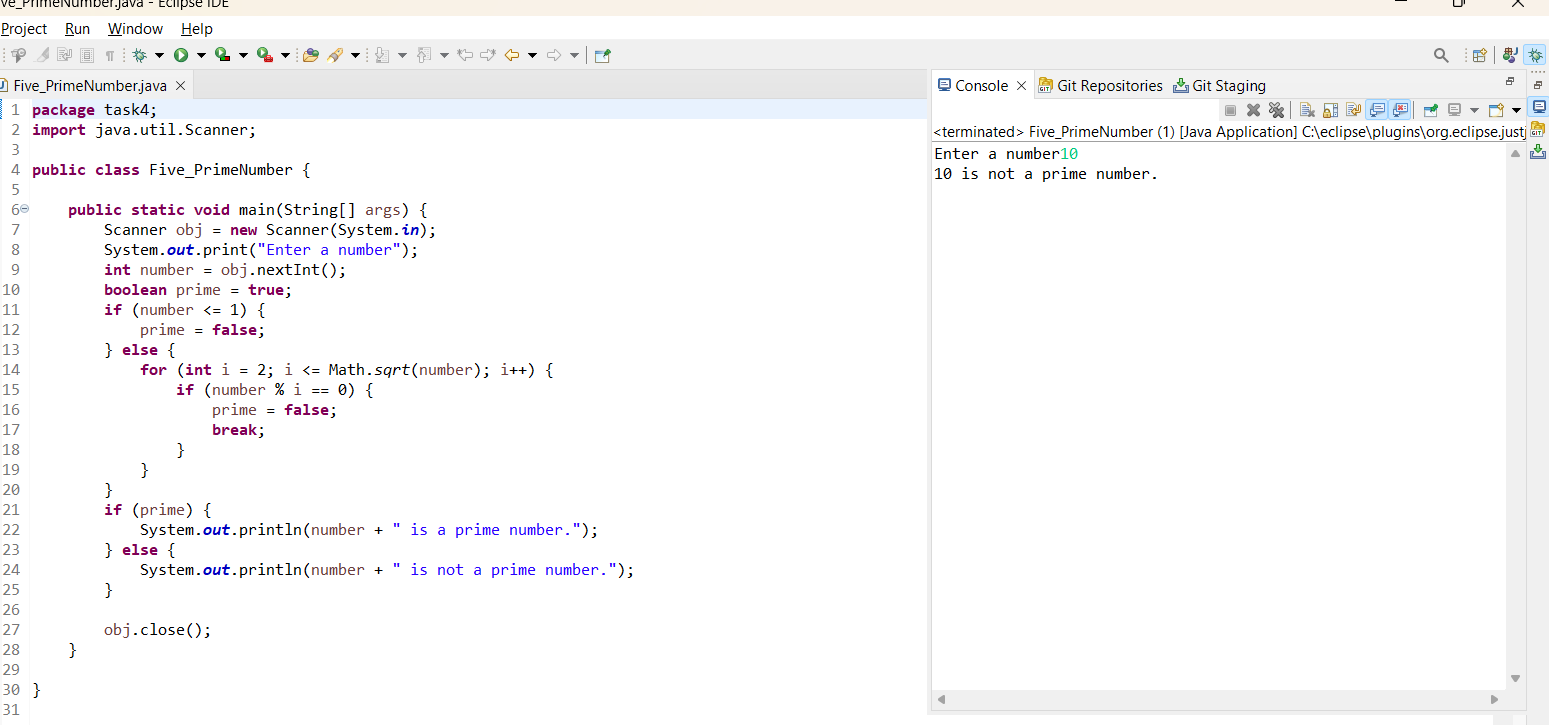 ve_PrimeNumber.java - Eclipse IDE
Project Run Window Help
Five_PrimeNumber.java
1 package task4;
2 import java.util.Scanner;
3
4 public class Five_PrimeNumber {
5
6 public static void main(String[] args) {
7 Scanner obj = new Scanner(System.in);
8 System.out.print("Enter a number");
9 int number = obj.nextInt();
10 boolean prime = true;
11 if (number <= 1) {
12 prime = false;
13 } else {
14 for (int i = 2; i <= Math.sqrt(number); i++) {
15 if (number % i == 0) {
16 prime = false;
17 break;
18 }
19 }
20 }
21 if (prime) {
22 System.out.println(number + " is a prime number.");
23 } else {
24 System.out.println(number + " is not a prime number.");
25 }
26
27 obj.close();
28 }
29
30 }
31
Console Git Repositories Git Staging
<terminated> Five_PrimeNumber (1) [Java Application] C:\eclipse\plugins\org.eclipse.justj
Enter a number10
10 is not a prime number.